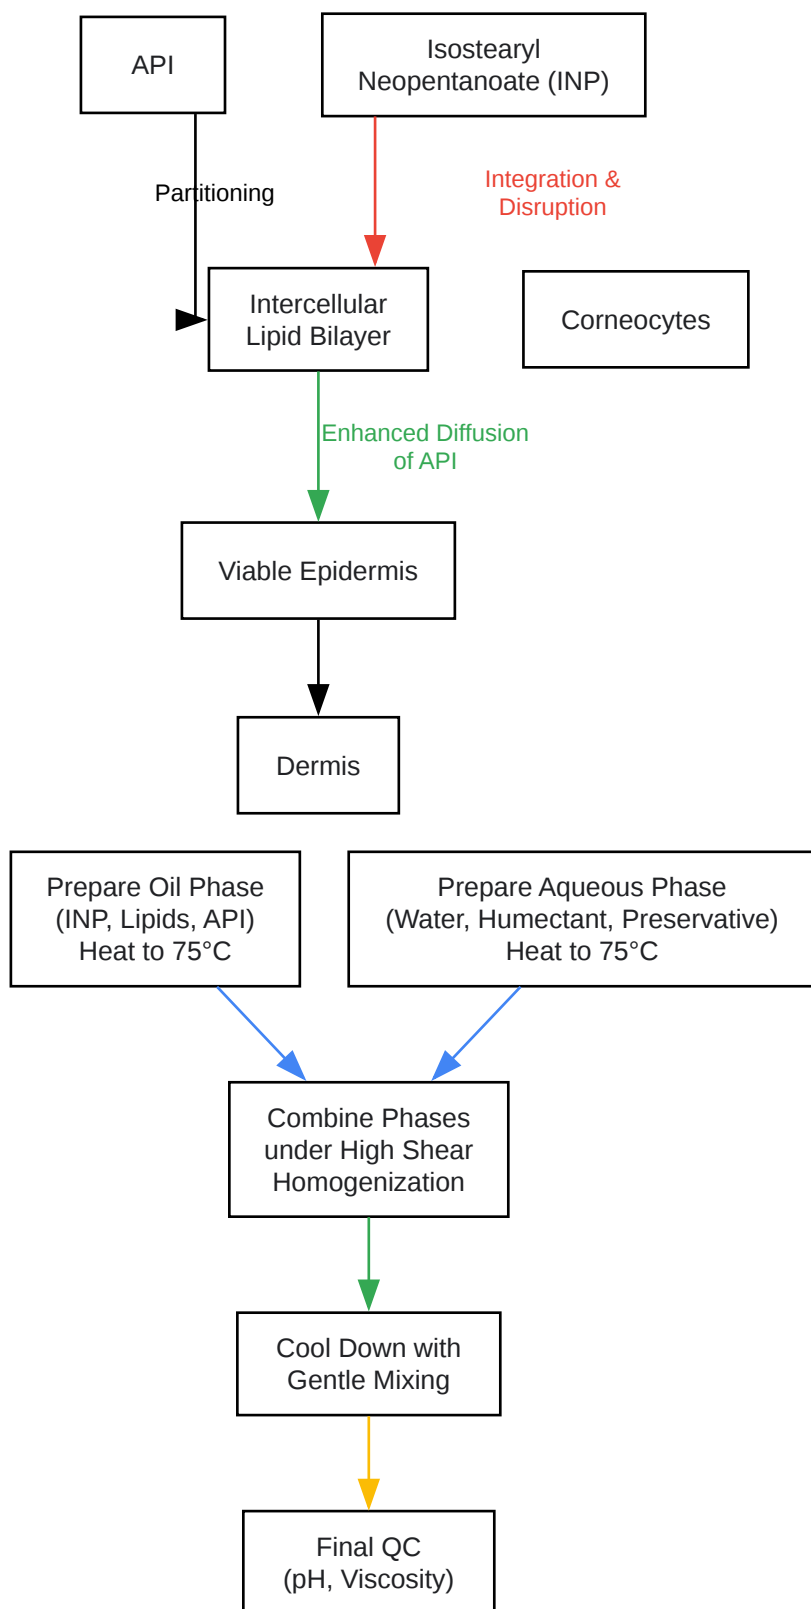 API
Isostearyl
Neopentanoate (INP)
Partitioning
Integration &
Disruption
Intercellular
Lipid Bilayer
Corneocytes
Enhanced Diffusion
of API
Viable Epidermis
Dermis
Prepare Oil Phase
(INP, Lipids, API)
Heat to 75°C
Prepare Aqueous Phase
(Water, Humectant, Preservative)
Heat to 75°C
Combine Phases
under High Shear
Homogenization
Cool Down with
Gentle Mixing
Final QC
(pH, Viscosity)